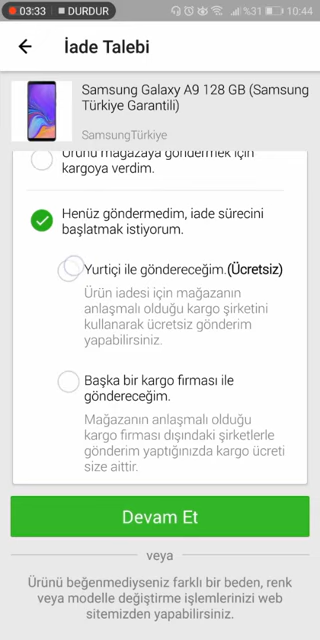 03:33 DURDUR %31 10:44
İade Talebi
Samsung Galaxy A9 128 GB (Samsung
Türkiye Garantili)
SamsungTürkiye
Ürünü mağazaya göndermek için
kargoya verdim.
Henüz göndermedim, iade sürecini
başlatmak istiyorum.
Yurtiçi ile göndereceğim.(Ücretsiz)
Ürün iadesi için mağazanın
anlaşmalı olduğu kargo şirketini
kullanarak ücretsiz gönderim
yapabilirsiniz.
Başka bir kargo firması ile
göndereceğim.
Mağazanın anlaşmalı olduğu
kargo firması dışındaki şirketlerle
gönderim yaptığınızda kargo ücreti
size aittir.
Devam Et
veya
Ürünü beğenmediyseniz farklı bir beden, renk
veya modelle değiştirme işlemlerinizi web
sitemizden yapabilirsiniz.